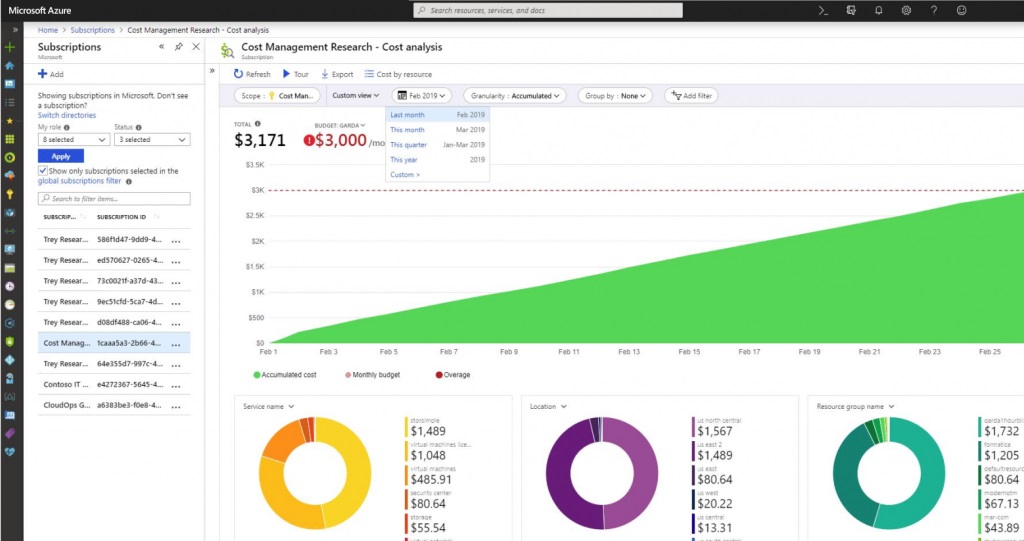 Microsoft Azure
Search resources, services, and docs
Home > Subscriptions > Cost Management Research - Cost analysis
Subscriptions
Microsoft
Add
Showing subscriptions in Microsoft. Don't see
a subscription?
Switch directories
My role
Status
8 selected
3 selected
Apply
Show only subscriptions selected in the
global subscriptions filter
Search to filter items...
SUBSCRIP...
SUBSCRIPTION ID
Trey Resear... 586f1d47-9dd9-4... ...
Trey Resear... ed570627-0265-4... ...
Trey Resear... 73c0021f-a37d-43... ...
Trey Resear... 9ec51cfd-5ca7-4d... ...
Trey Resear... d08df488-ca06-4... ...
Cost Manag... 1caaa5a3-2b66-4... ...
Trey Resear... 64e355d7-997c-4... ...
Contoso IT ... e4272367-5645-4... ...
CloudOps G... a6383be3-f0e8-4... ...
Cost Management Research - Cost analysis
Subscription
Refresh Tour Export Cost by resource
Scope : Cost Man...
Custom view
Feb 2019
Granularity : Accumulated
Group by : None
Add filter
Last month Feb 2019
This month Mar 2019
This quarter Jan-Mar 2019
This year 2019
Custom >
TOTAL
$3,171
BUDGET: GARDA
$3,000 /mo
$3.5K
$3K
$2.5K
$2K
$1.5K
$1K
$500
$0
Feb 1 Feb 3 Feb 5 Feb 7 Feb 9 Feb 11 Feb 13 Feb 15 Feb 17 Feb 19 Feb 21 Feb 23 Feb 25
Accumulated cost Monthly budget Overage
Service name
storsimple
$1,489
virtual machines lice...
$1,048
virtual machines
$485.91
security center
$80.64
storage
$55.54
virtual network
Location
us north central
$1,567
us east 2
$1,489
us east
$80.64
us west
$20.22
us central
$13.31
us south central
Resource group name
$1,732
$1,205
defaultresour
$80.64
moderndtm
$67.13
mar-com
$43.89